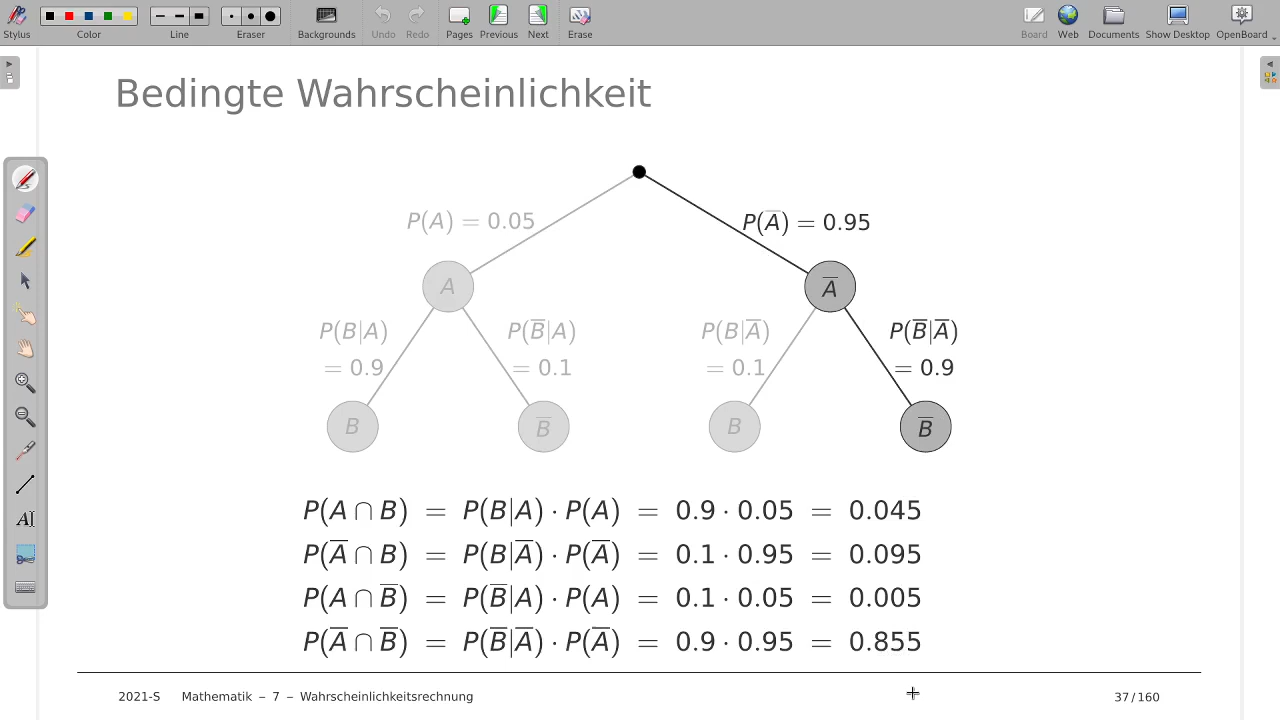 Stylus Color Line Eraser Backgrounds Undo Redo Pages Previous Next Erase Board Web Documents Show Desktop OpenBoard
Bedingte Wahrscheinlichkeit
P(A) = 0.05
P(A̅) = 0.95
A
A̅
P(B|A)
= 0.9
P(B̅|A)
= 0.1
P(B|A̅)
= 0.1
P(B̅|A̅)
= 0.9
B
B̅
B
B̅
P(A ∩ B) = P(B|A) · P(A) = 0.9 · 0.05 = 0.045
P(A̅ ∩ B) = P(B|A̅) · P(A̅) = 0.1 · 0.95 = 0.095
P(A ∩ B̅) = P(B̅|A) · P(A) = 0.1 · 0.05 = 0.005
P(A̅ ∩ B̅) = P(B̅|A̅) · P(A̅) = 0.9 · 0.95 = 0.855
2021-S Mathematik – 7 – Wahrscheinlichkeitsrechnung 37/160